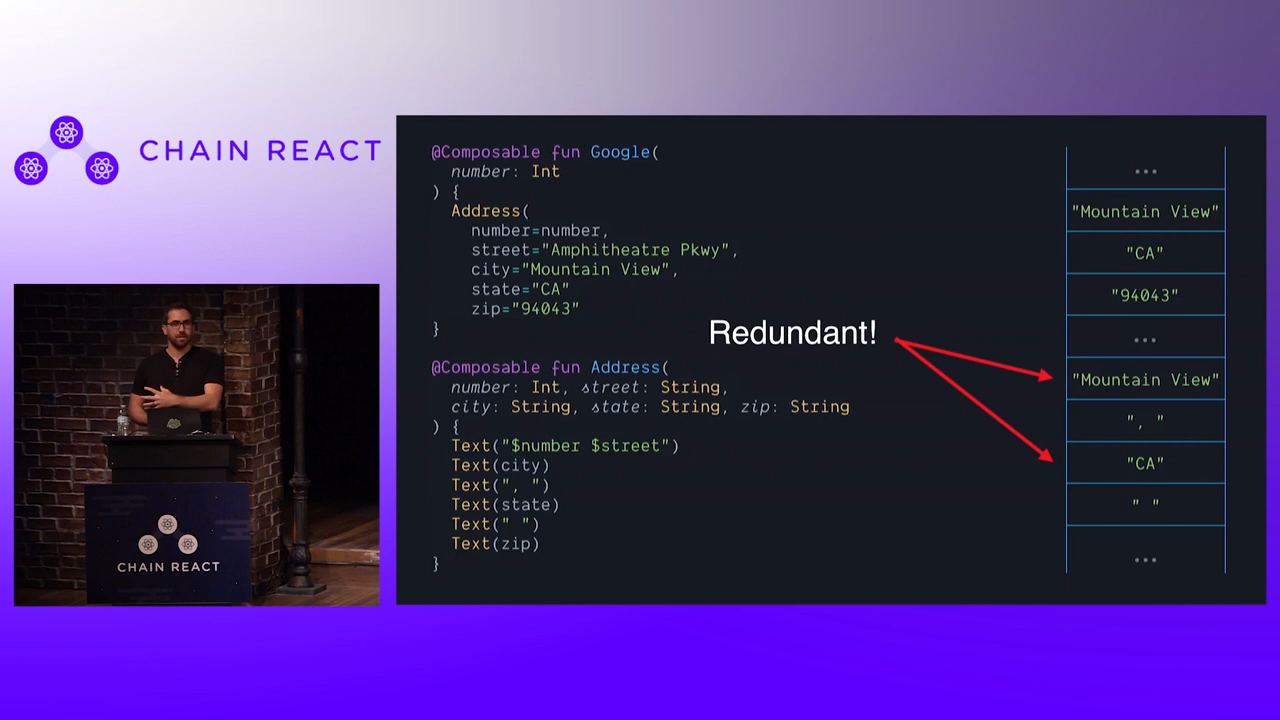 CHAIN REACT
@Composable fun Google(
number: Int
) {
Address(
number=number,
street="Amphitheatre Pkwy",
city="Mountain View",
state="CA"
zip="94043"
}
@Composable fun Address(
number: Int, street: String,
city: String, state: String, zip: String
) {
Text("$number $street")
Text(city)
Text(", ")
Text(state)
Text(" ")
Text(zip)
}
Redundant!
...
"Mountain View"
"CA"
"94043"
...
"Mountain View"
", "
"CA"
" "
...
CHAIN REACT